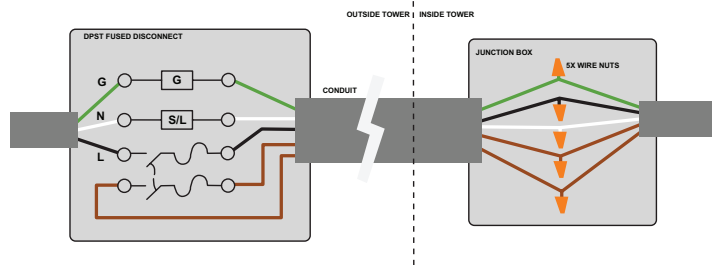 OUTSIDE TOWER
INSIDE TOWER
DPST FUSED DISCONNECT
JUNCTION BOX
5X WIRE NUTS
G
G
CONDUIT
N
S/L
L